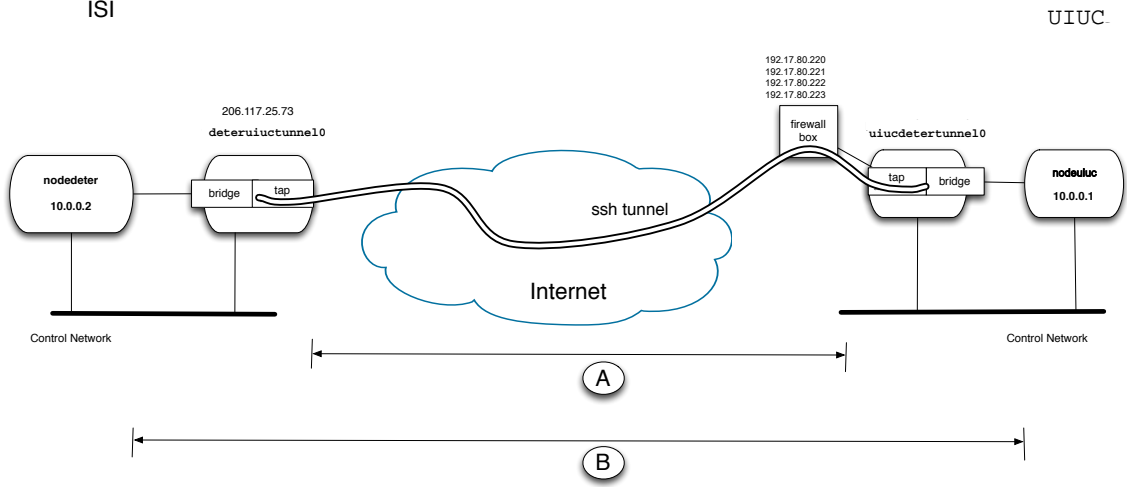 ISI
UIUC
192.17.80.220
192.17.80.221
192.17.80.222
192.17.80.223
206.117.25.73
deteruiuctunnel0
firewall
box
uiucdetertunnel0
nodedeter
10.0.0.2
bridge
tap
ssh tunnel
tap
bridge
nodeuiuc
10.0.0.1
Internet
Control Network
Control Network
A
B